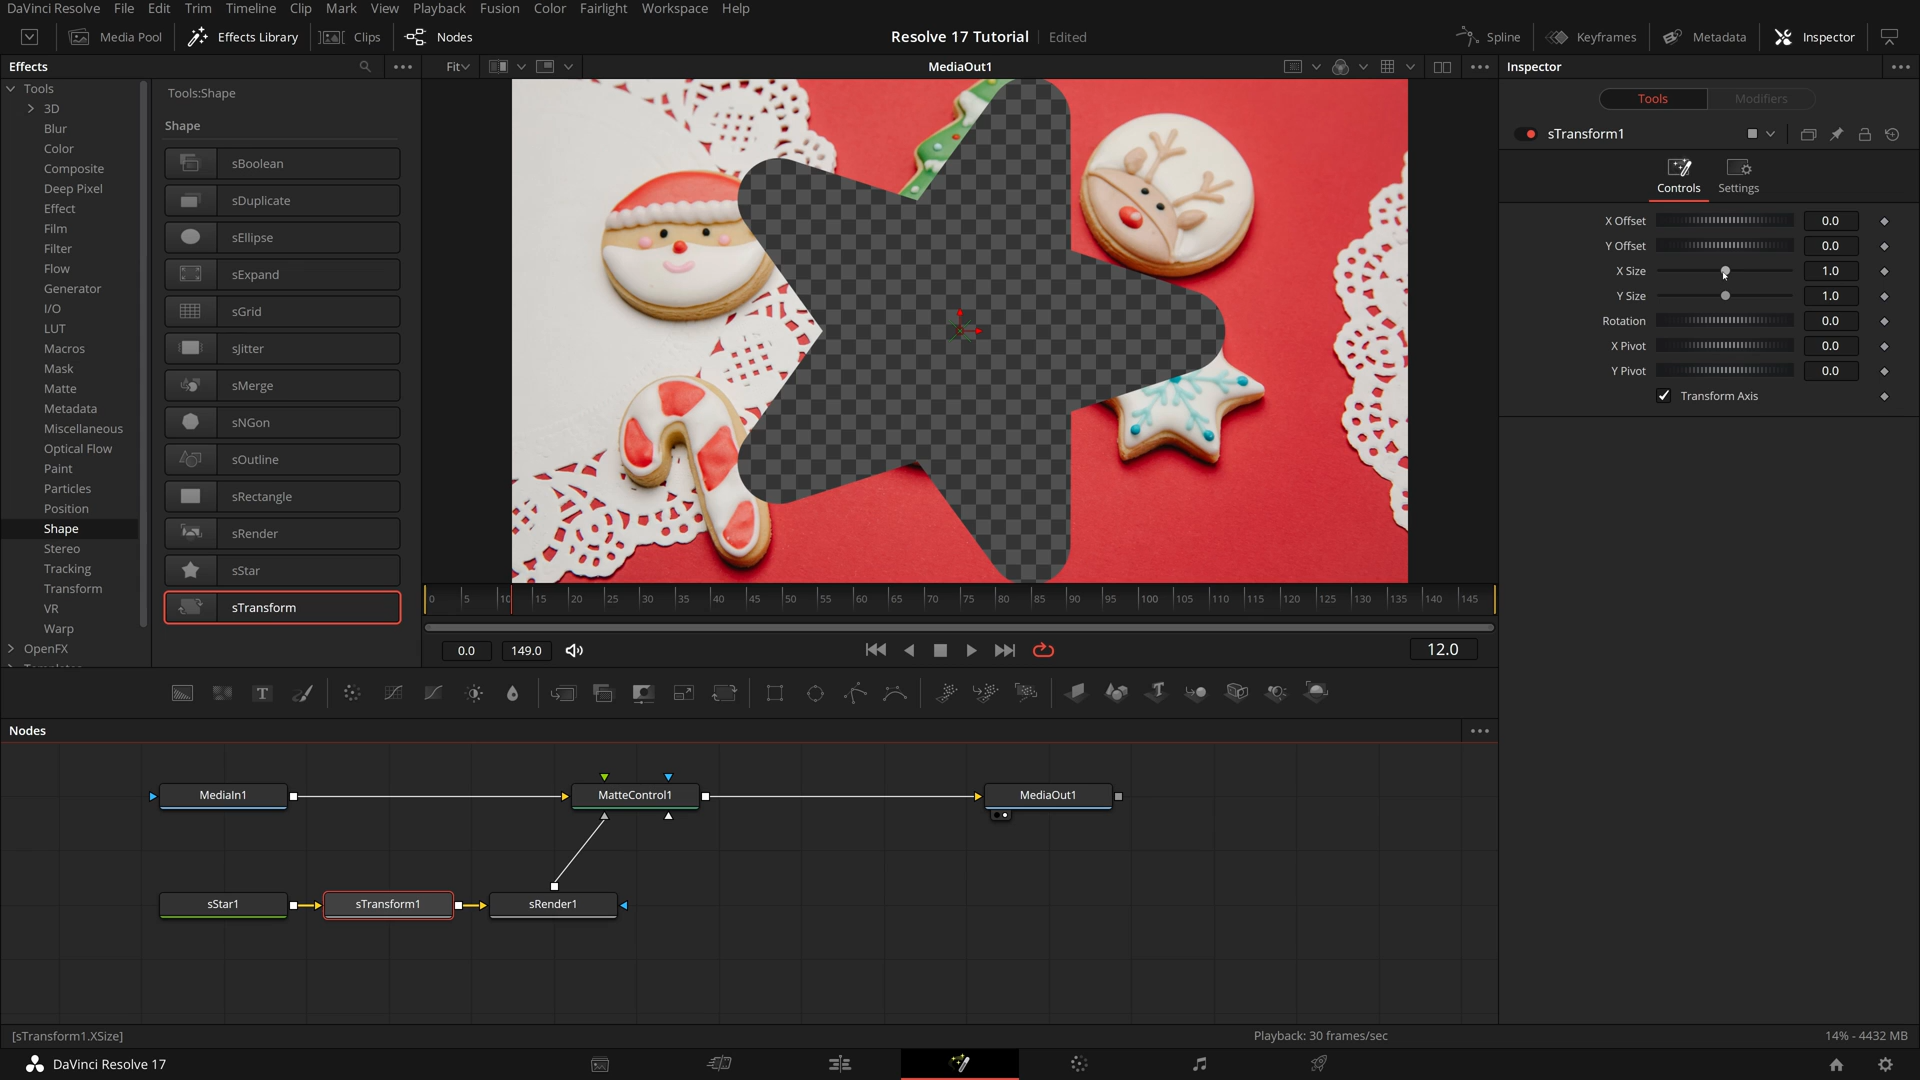 DaVinci Resolve File Edit Trim Timeline Clip Mark View Playback Fusion Color Fairlight Workspace Help
Media Pool Effects Library Clips Nodes Resolve 17 Tutorial Edited Spline Keyframes Metadata Inspector
Effects Fit MediaOut1 Inspector
Tools
3D
Blur
Color
Composite
Deep Pixel
Effect
Film
Filter
Flow
Generator
I/O
LUT
Macros
Mask
Matte
Metadata
Miscellaneous
Optical Flow
Paint
Particles
Position
Shape
Stereo
Tracking
Transform
VR
Warp
OpenFX
Tools:Shape
Shape
sBoolean
sDuplicate
sEllipse
sExpand
sGrid
sJitter
sMerge
sNGon
sOutline
sRectangle
sRender
sStar
sTransform
0 5 10 15 20 25 30 35 40 45 50 55 60 65 70 75 80 85 90 95 100 105 110 115 120 125 130 135 140 145
0.0 149.0 12.0
Tools Modifiers
sTransform1
Controls Settings
X Offset 0.0
Y Offset 0.0
X Size 1.0
Y Size 1.0
Rotation 0.0
X Pivot 0.0
Y Pivot 0.0
Transform Axis
T
Nodes
MediaIn1 MatteControl1 MediaOut1
sStar1 sTransform1 sRender1
[sTransform1.XSize] Playback: 30 frames/sec 14% - 4432 MB
DaVinci Resolve 17